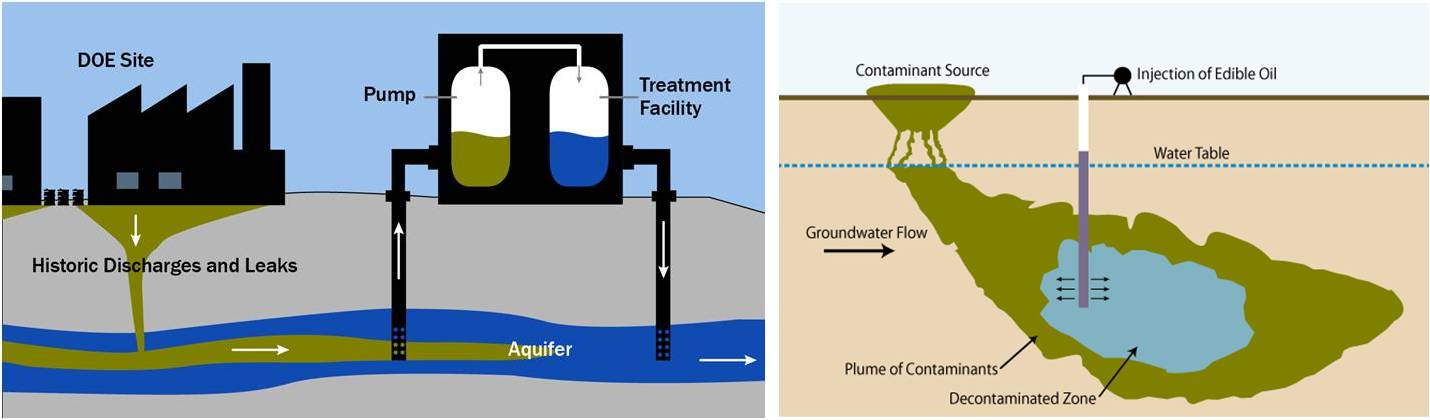 DOE Site
Pump
Treatment
Facility
Historic Discharges and Leaks
Aquifer
Contaminant Source
Injection of Edible Oil
Water Table
Groundwater Flow
Plume of Contaminants
Decontaminated Zone